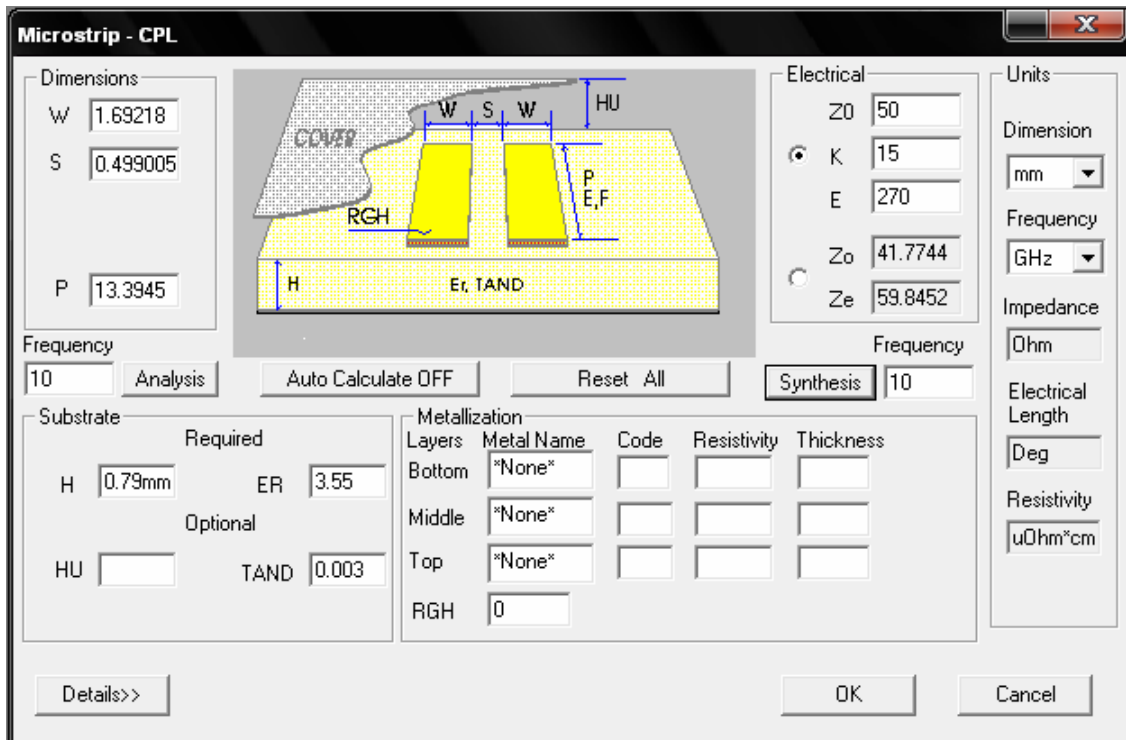 Microstrip - CPL
Dimensions
W 1.69218
S 0.499005
P 13.3945
W S W HU
COVER
P
E,F
RGH
H Er, TAND
Electrical
Z0 50
K 15
E 270
Zo 41.7744
Ze 59.8452
Units
Dimension
mm
Frequency
GHz
Impedance
Ohm
Electrical
Length
Deg
Resistivity
uOhm*cm
Frequency
10 Analysis Auto Calculate OFF Reset All
Frequency
Synthesis 10
Substrate
Required
H 0.79mm ER 3.55
Optional
HU TAND 0.003
Metallization
Layers Metal Name Code Resistivity Thickness
Bottom *None*
Middle *None*
Top *None*
RGH 0
Details>> OK Cancel